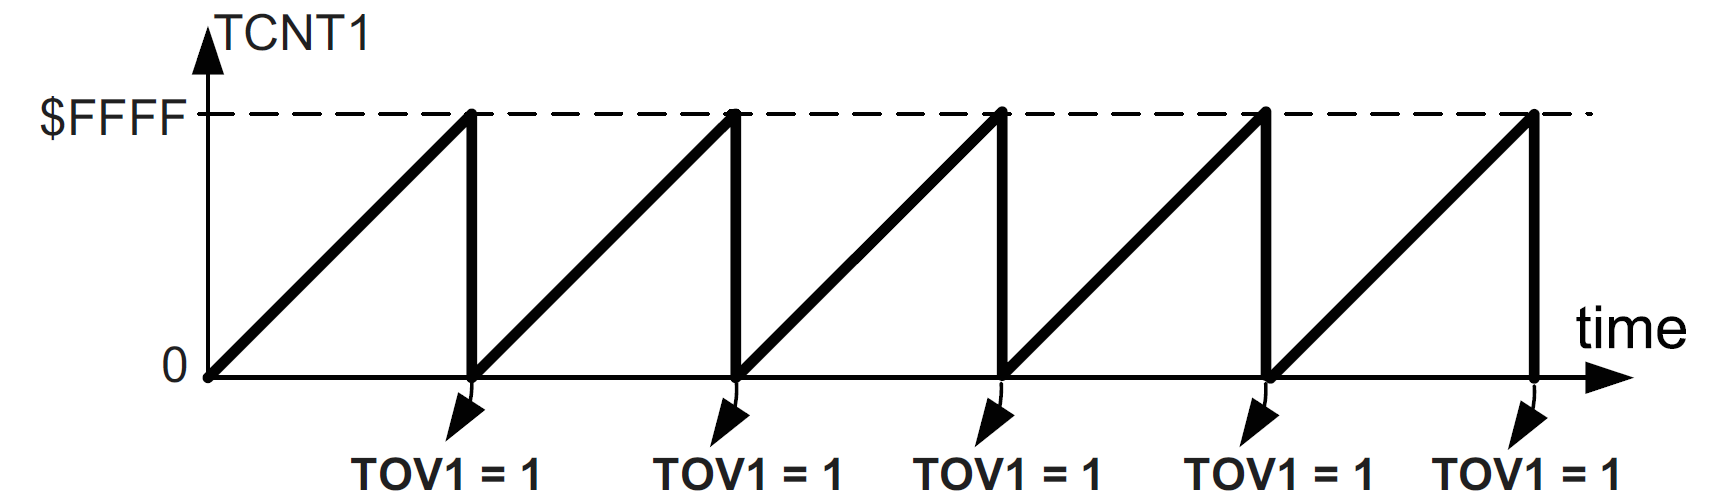 TCNT1
$FFFF
0
time
TOV1 = 1
TOV1 = 1
TOV1 = 1
TOV1 = 1
TOV1 = 1